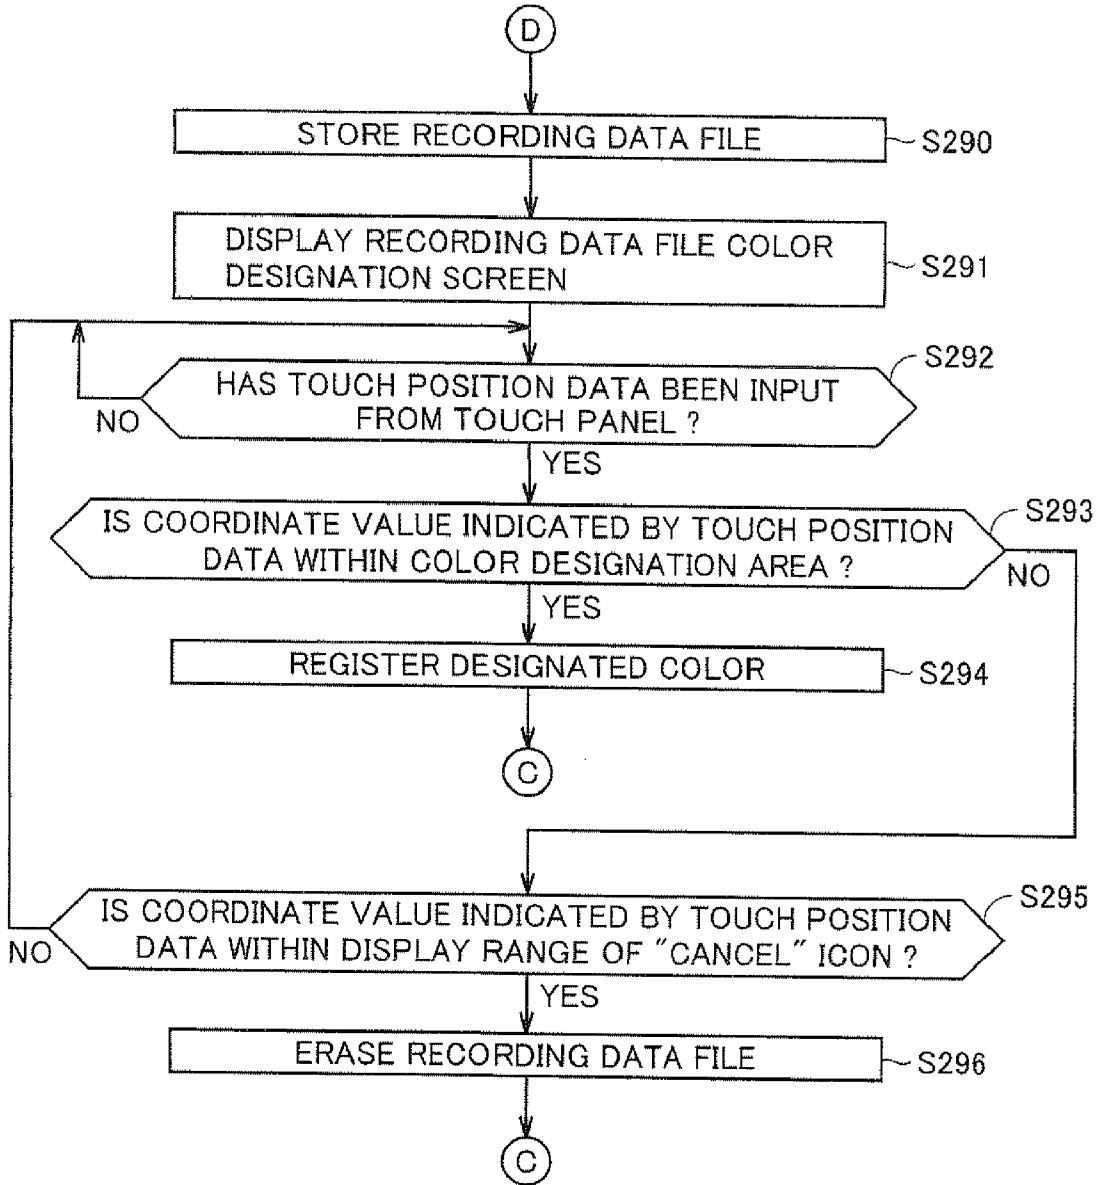 D
STORE RECORDING DATA FILE
S290
DISPLAY RECORDING DATA FILE COLOR
DESIGNATION SCREEN
S291
S292
HAS TOUCH POSITION DATA BEEN INPUT
FROM TOUCH PANEL ?
NO
YES
S293
IS COORDINATE VALUE INDICATED BY TOUCH POSITION
DATA WITHIN COLOR DESIGNATION AREA ?
NO
YES
REGISTER DESIGNATED COLOR
S294
C
S295
IS COORDINATE VALUE INDICATED BY TOUCH POSITION
DATA WITHIN DISPLAY RANGE OF "CANCEL" ICON ?
NO
YES
ERASE RECORDING DATA FILE
S296
C